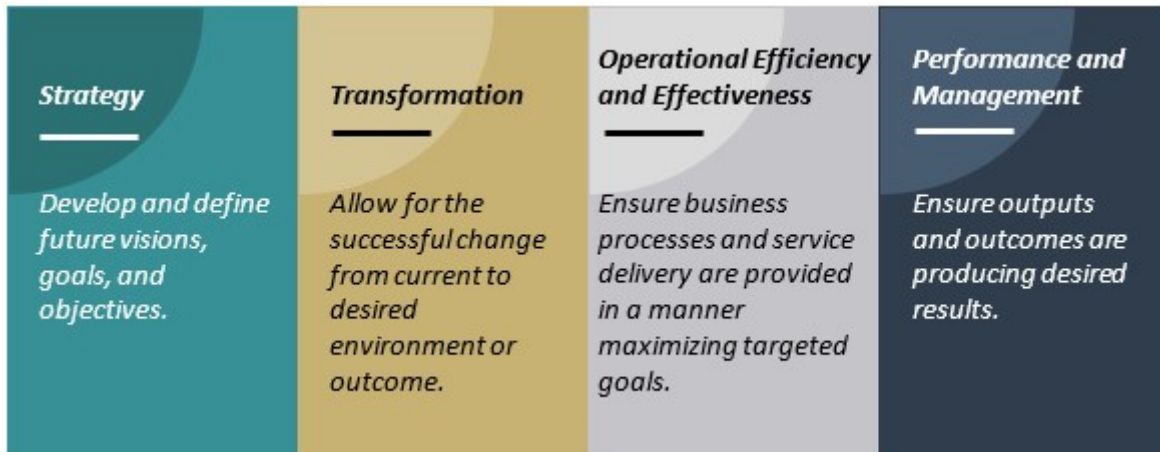 Strategy
Develop and define
future visions,
goals, and
objectives.
Transformation
Allow for the
successful change
from current to
desired
environment or
outcome.
Operational Efficiency
and Effectiveness
Ensure business
processes and service
delivery are provided
in a manner
maximizing targeted
goals.
Performance and
Management
Ensure outputs
and outcomes are
producing desired
results.